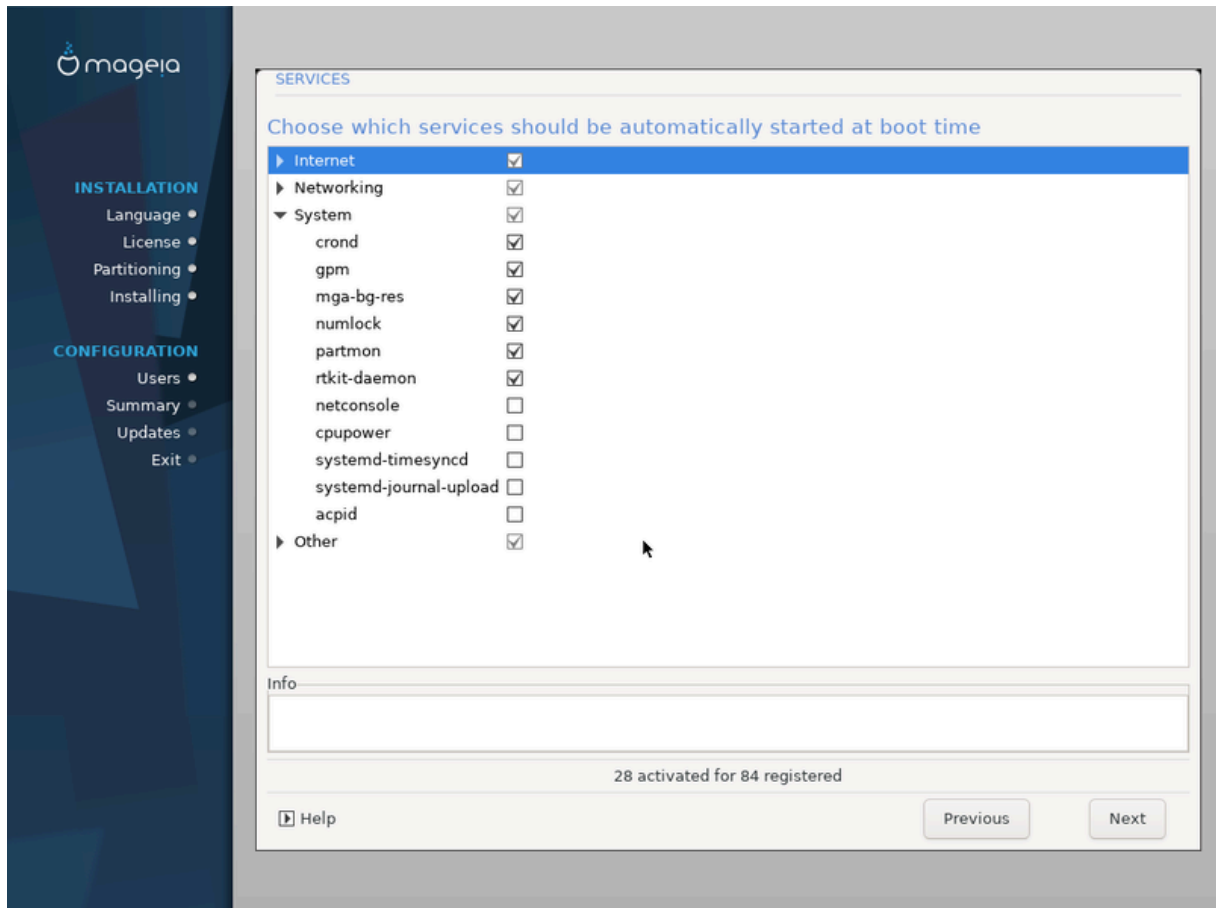 mageia
INSTALLATION
Language
License
Partitioning
Installing
CONFIGURATION
Users
Summary
Updates
Exit
SERVICES
Choose which services should be automatically started at boot time
Internet
Networking
System
crond
gpm
mga-bg-res
numlock
partmon
rtkit-daemon
netconsole
cpupower
systemd-timesyncd
systemd-journal-upload
acpid
Other
Info
28 activated for 84 registered
Help
Previous
Next